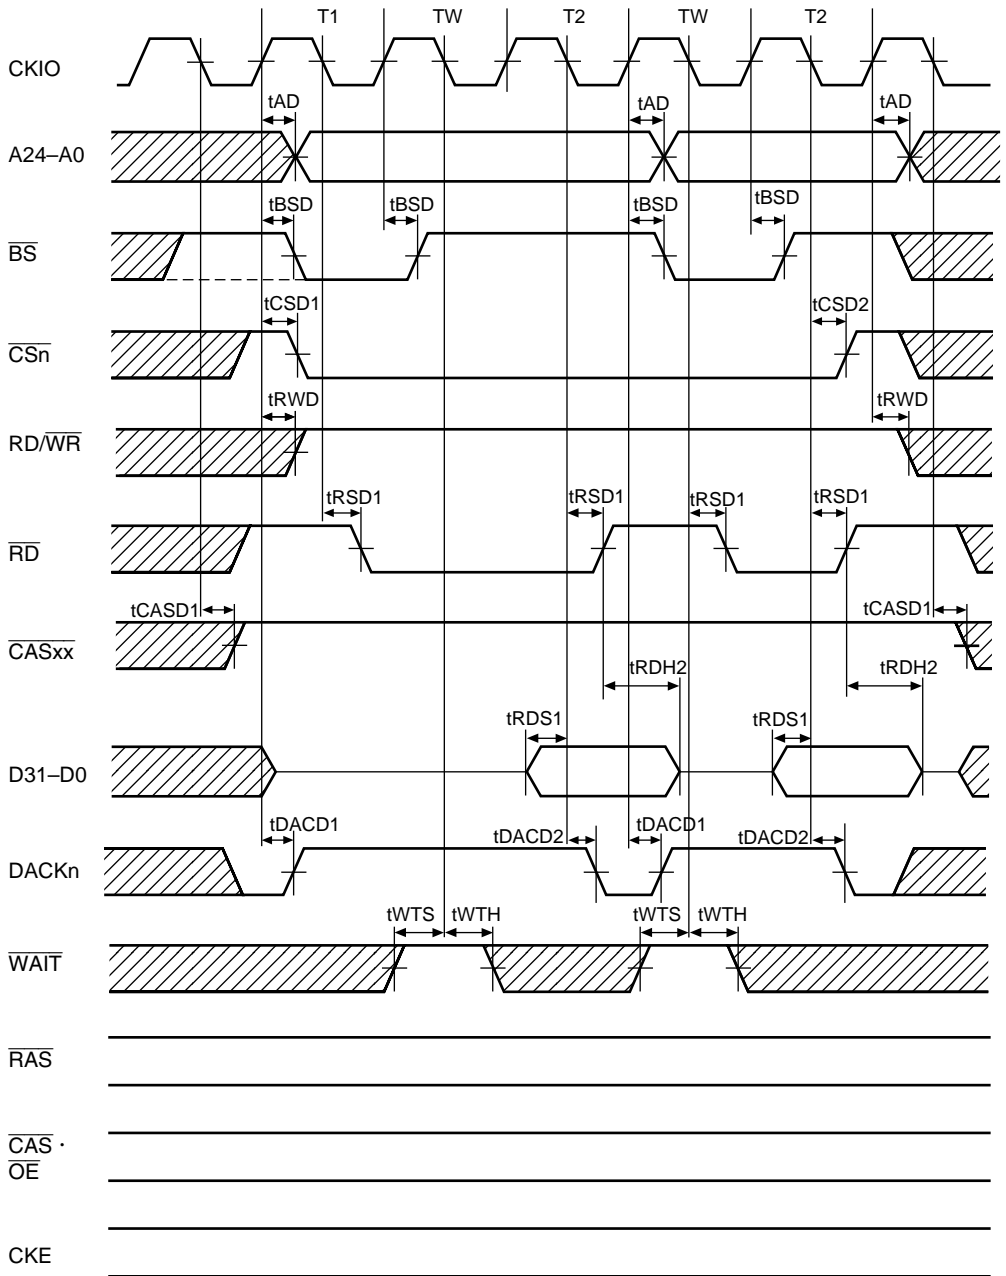 T1 TW T2 TW T2
CKIO
tAD tAD tAD
A24–A0
tBSD tBSD tBSD tBSD
BS
tCSD1 tCSD2
CSn
tRWD tRWD
RD/WR
tRSD1 tRSD1 tRSD1 tRSD1
RD
tCASD1 tCASD1
CASxx
tRDH2 tRDH2
tRDS1 tRDS1
D31–D0
tDACD1 tDACD2 tDACD1 tDACD2
DACKn
tWTS tWTH tWTS tWTH
WAIT
RAS
CAS ·
OE
CKE